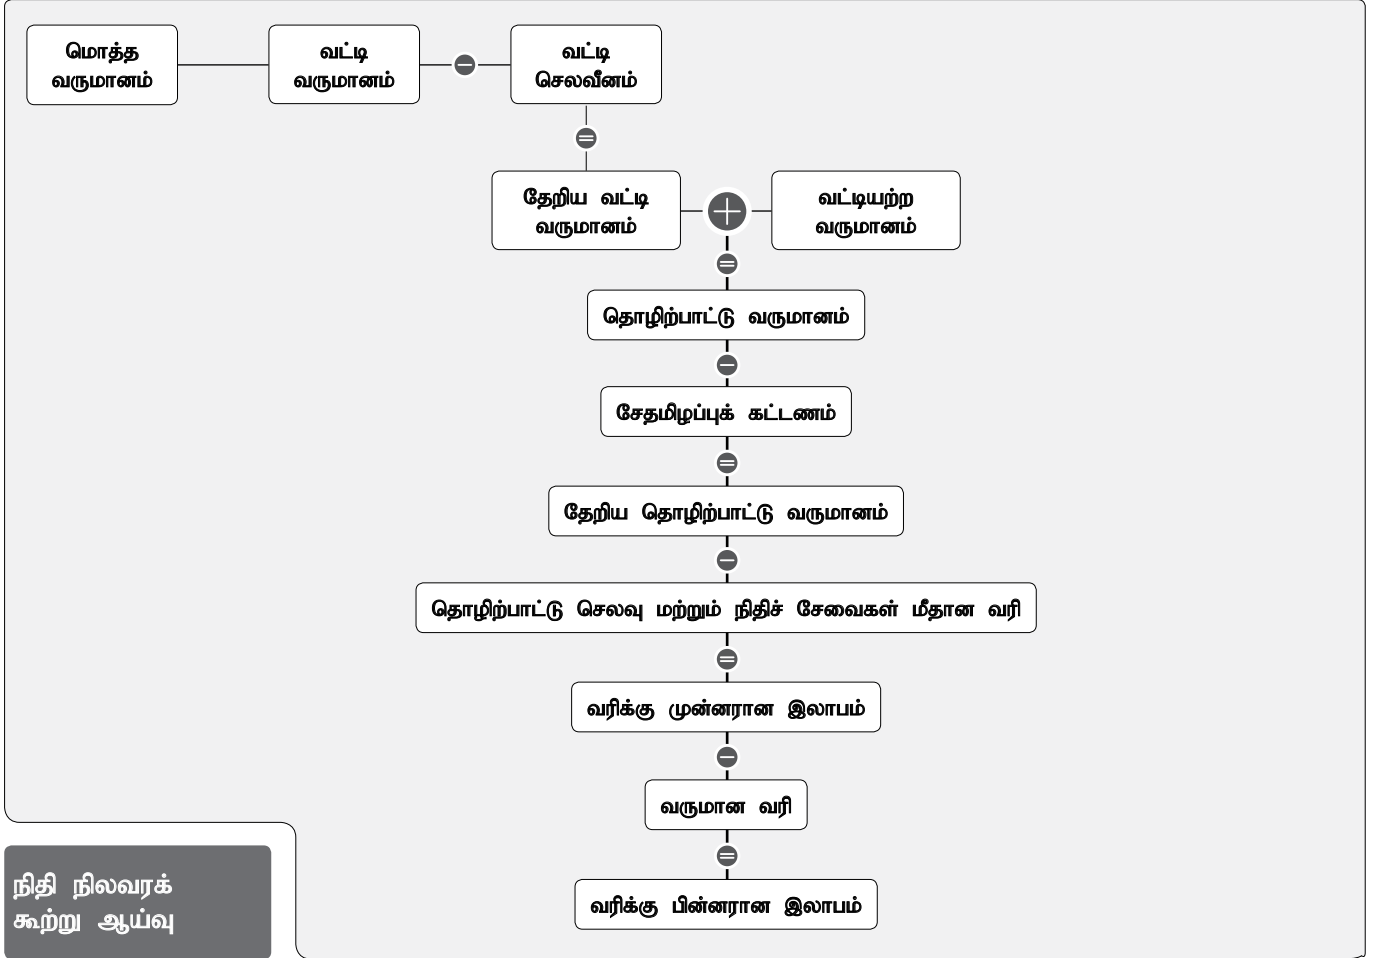 மொத்த
வருமானம்
வட்டி
வருமானம்
வட்டி
செலவீனம்
தேறிய வட்டி
வருமானம்
வட்டியற்ற
வருமானம்
தொழிற்பாட்டு வருமானம்
சேதமிழப்புக் கட்டணம்
தேறிய தொழிற்பாட்டு வருமானம்
தொழிற்பாட்டு செலவு மற்றும் நிதிச் சேவைகள் மீதான வரி
வரிக்கு முன்னரான இலாபம்
வருமான வரி
வரிக்கு பின்னரான இலாபம்
நிதி நிலவரக்
கூற்று ஆய்வு